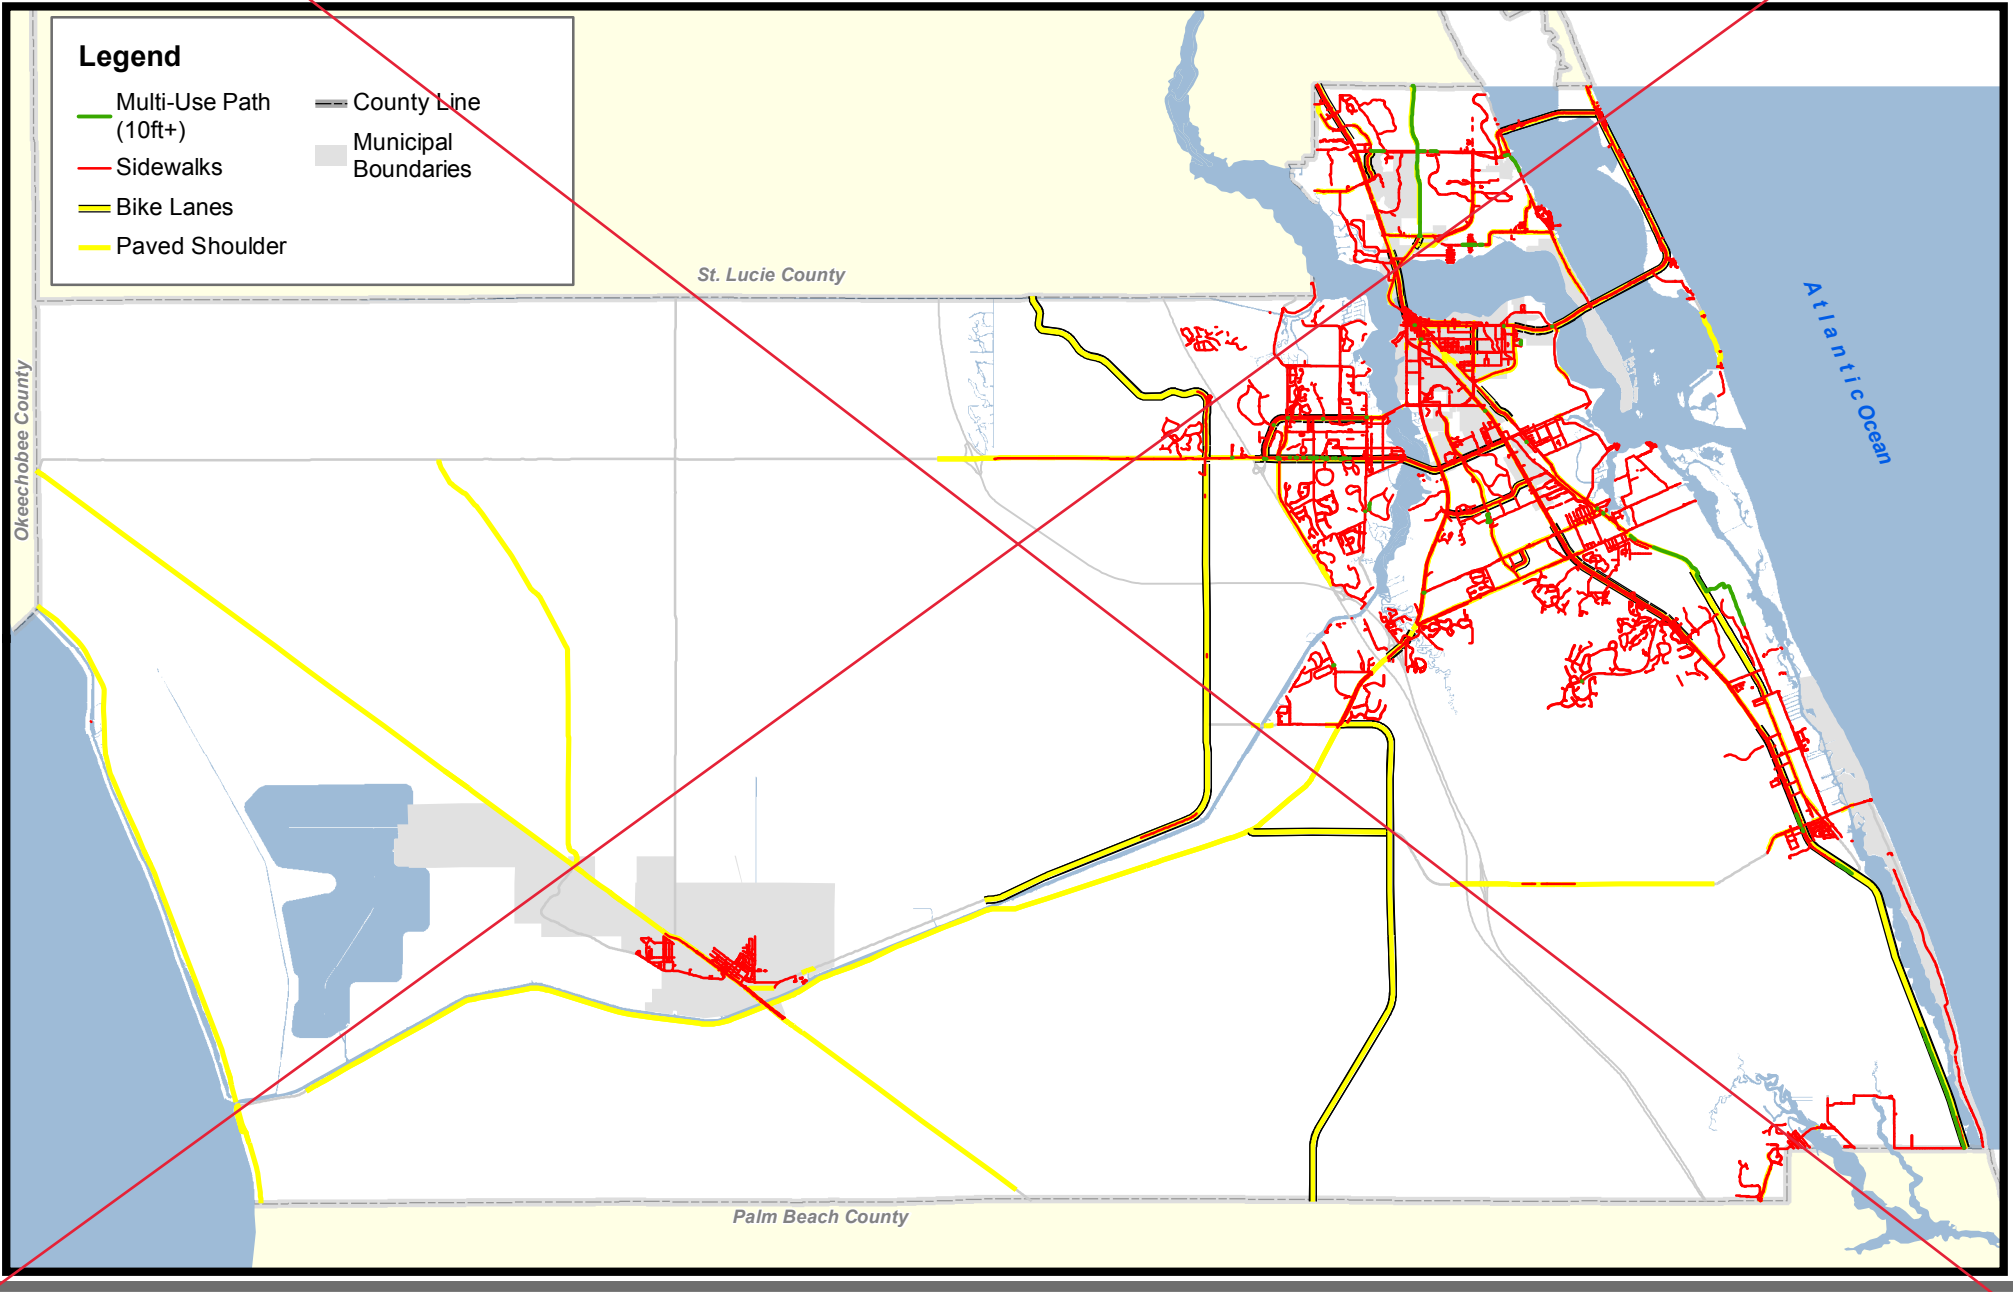 Legend
Multi-Use Path
(10ft+)
Sidewalks
Bike Lanes
Paved Shoulder
County Line
Municipal
Boundaries
St. Lucie County
Okeechobee County
Atlantic Ocean
Palm Beach County